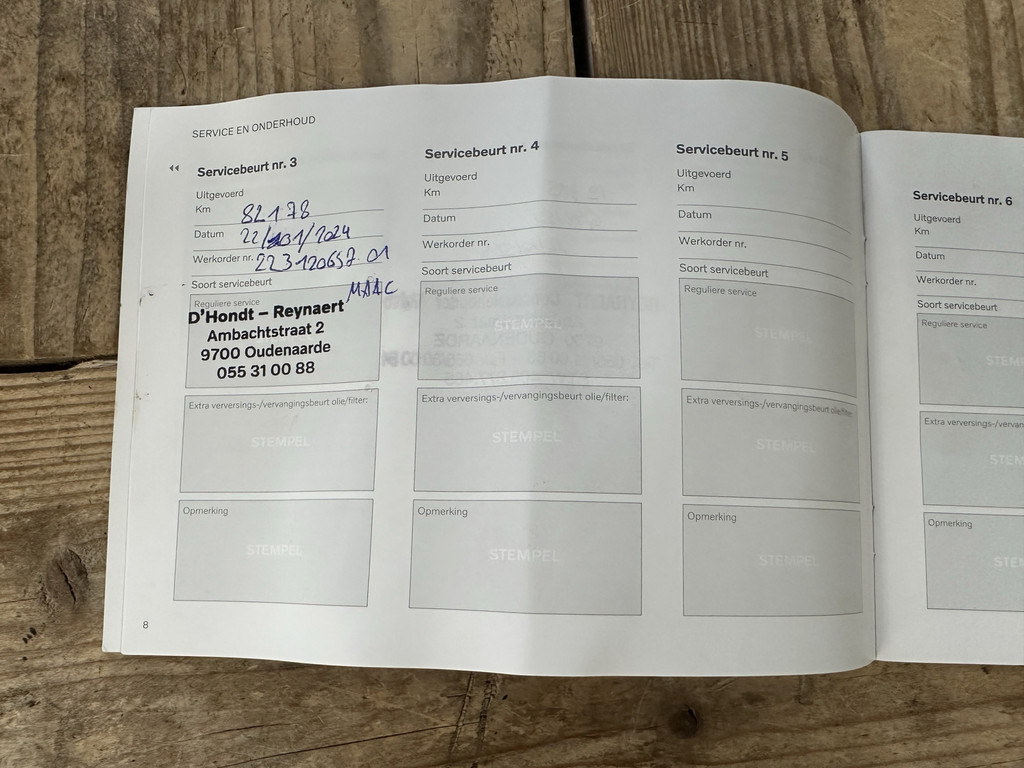 SERVICE EN ONDERHOUD
Servicebeurt nr. 3
Uitgevoerd
Km 82178
Datum 22/01/2024
Werkorder nr. 223120657 01
Soort servicebeurt
MAAC
Reguliere service
D'Hondt – Reynaert
Ambachtstraat 2
9700 Oudenaarde
055 31 00 88
Extra verversings-/vervangingsbeurt olie/filter:
STEMPEL
Opmerking
STEMPEL
8
Servicebeurt nr. 4
Uitgevoerd
Km
Datum
Werkorder nr.
Soort servicebeurt
Reguliere service
STEMPEL
Extra verversings-/vervangingsbeurt olie/filter:
STEMPEL
Opmerking
STEMPEL
Servicebeurt nr. 5
Uitgevoerd
Km
Datum
Werkorder nr.
Soort servicebeurt
Reguliere service
STEMPEL
Extra verversings-/vervangingsbeurt olie/filter:
STEMPEL
Opmerking
STEMPEL
Servicebeurt nr. 6
Uitgevoerd
Km
Datum
Werkorder nr.
Soort servicebeurt
Reguliere service
STEM
Extra verversings-/vervan
STEM
Opmerking